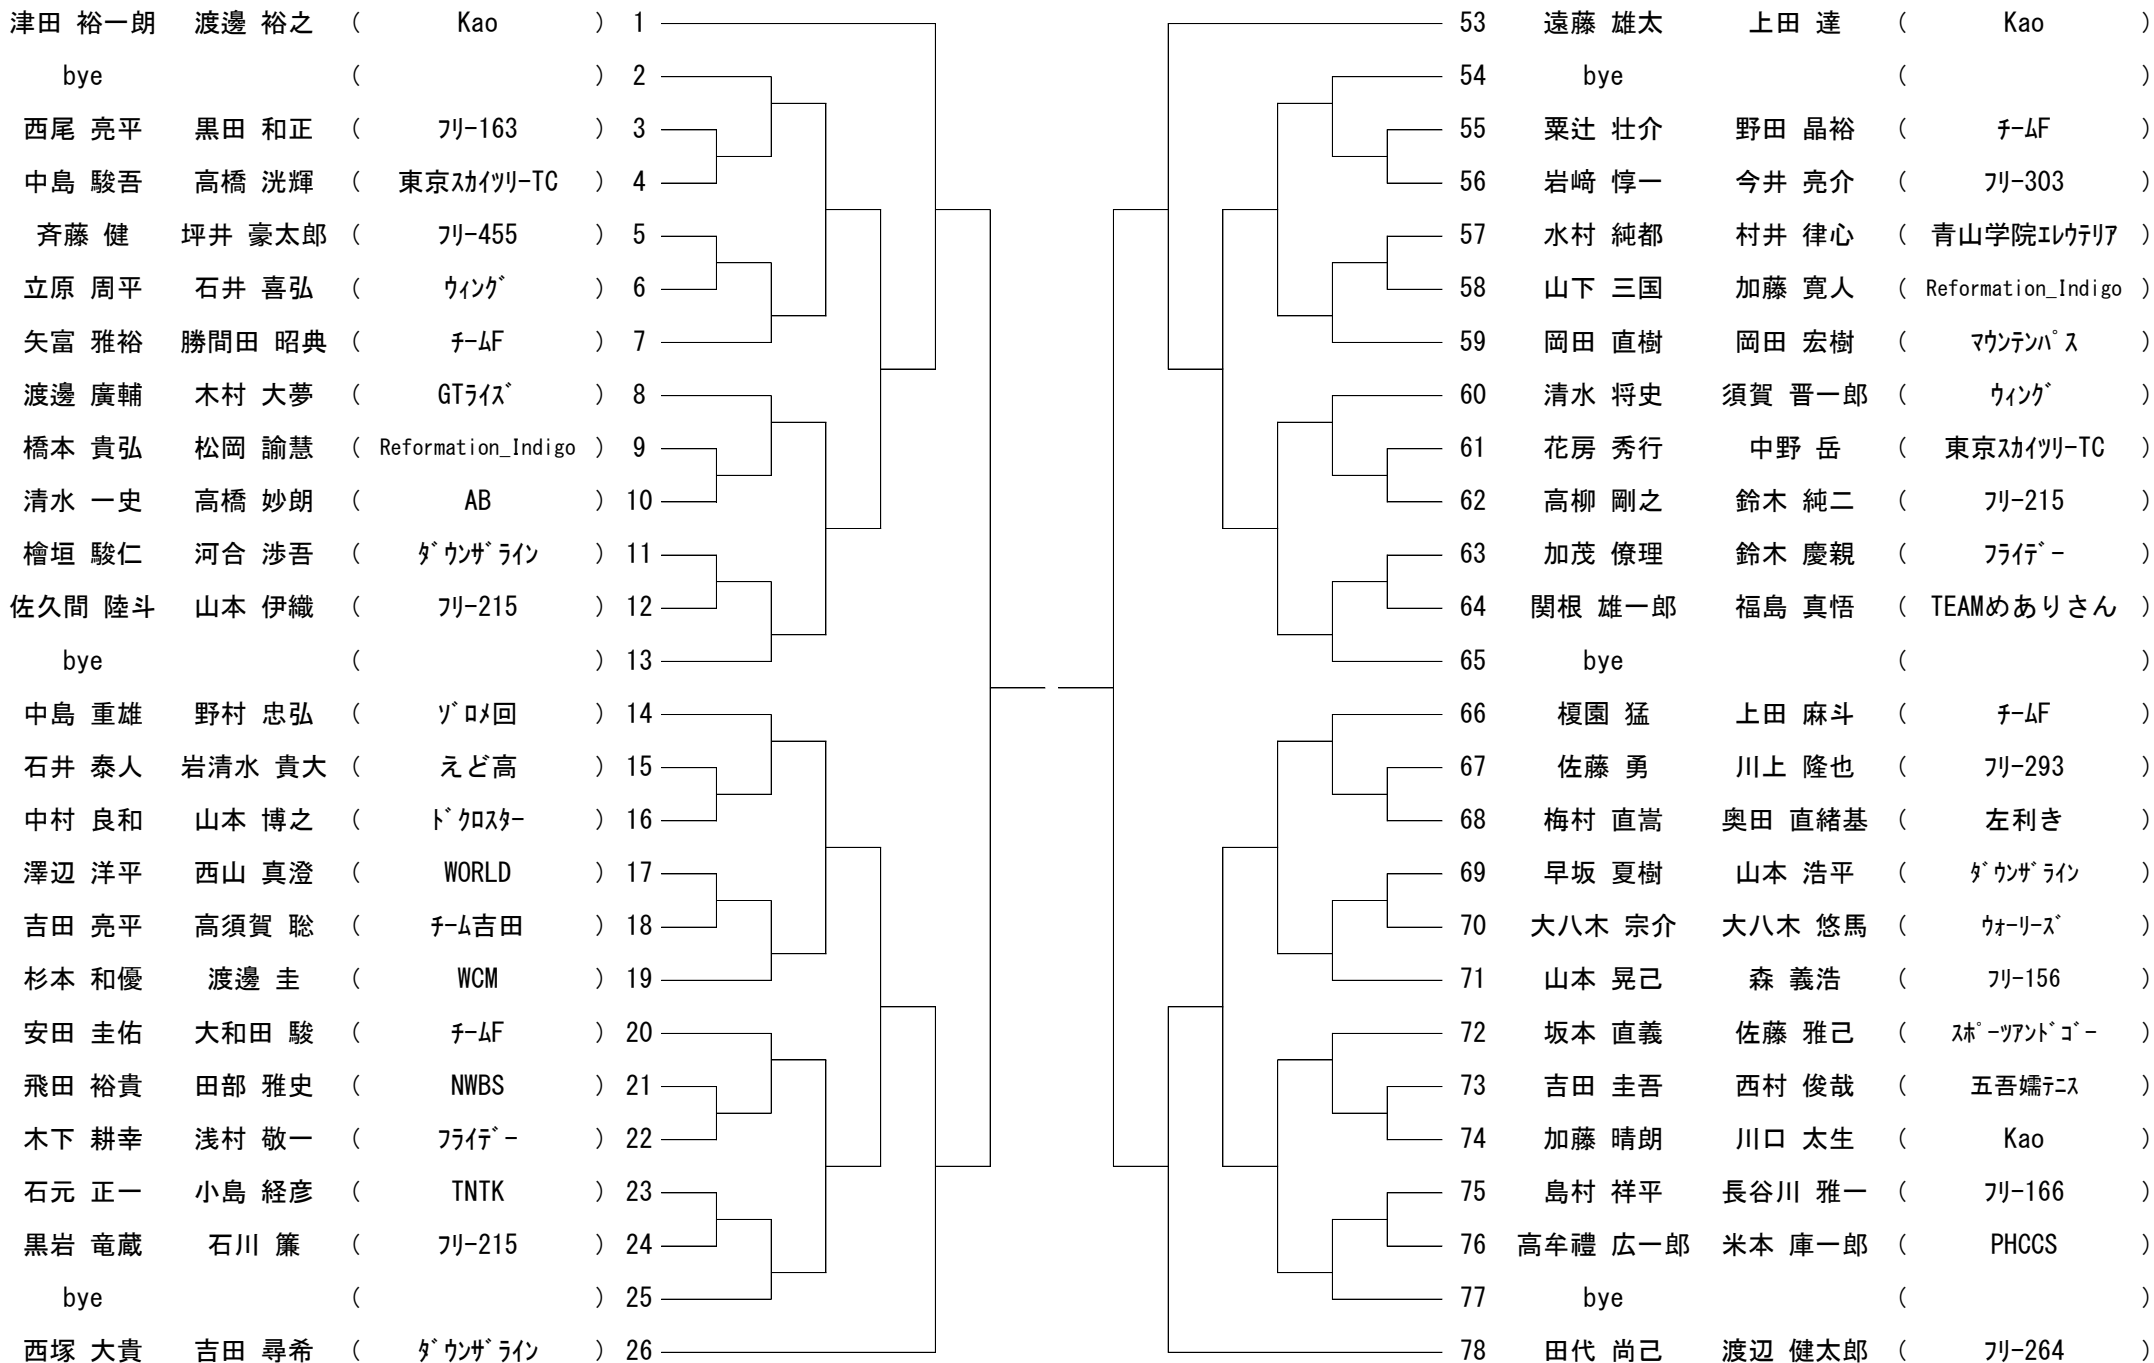 津田 裕一朗 渡邊 裕之 ( Kao ) 1
bye ( ) 2
西尾 亮平 黒田 和正 ( ﾌﾘｰ163 ) 3
中島 駿吾 高橋 洸輝 ( 東京ｽｶｲﾂﾘｰTC ) 4
斉藤 健 坪井 豪太郎 ( ﾌﾘｰ455 ) 5
立原 周平 石井 喜弘 ( ｳｨﾝｸﾞ ) 6
矢富 雅裕 勝間田 昭典 ( ﾁｰﾑF ) 7
渡邊 廣輔 木村 大夢 ( GTﾗｲｽﾞ ) 8
橋本 貴弘 松岡 諭慧 ( Reformation_Indigo ) 9
清水 一史 高橋 妙朗 ( AB ) 10
檜垣 駿仁 河合 渉吾 ( ﾀﾞｳﾝｻﾞﾗｲﾝ ) 11
佐久間 陸斗 山本 伊織 ( ﾌﾘｰ215 ) 12
bye ( ) 13
中島 重雄 野村 忠弘 ( ｿﾞﾛﾒ回 ) 14
石井 泰人 岩清水 貴大 ( えど高 ) 15
中村 良和 山本 博之 ( ﾄﾞｸﾛｽﾀｰ ) 16
澤辺 洋平 西山 真澄 ( WORLD ) 17
吉田 亮平 高須賀 聡 ( ﾁｰﾑ吉田 ) 18
杉本 和優 渡邊 圭 ( WCM ) 19
安田 圭佑 大和田 駿 ( ﾁｰﾑF ) 20
飛田 裕貴 田部 雅史 ( NWBS ) 21
木下 耕幸 浅村 敬一 ( ﾌﾗｲﾃﾞｰ ) 22
石元 正一 小島 経彦 ( TNTK ) 23
黒岩 竜蔵 石川 簾 ( ﾌﾘｰ215 ) 24
bye ( ) 25
西塚 大貴 吉田 尋希 ( ﾀﾞｳﾝｻﾞﾗｲﾝ ) 26
53 遠藤 雄太 上田 達 ( Kao )
54 bye ( )
55 粟辻 壮介 野田 晶裕 ( ﾁｰﾑF )
56 岩﨑 惇一 今井 亮介 ( ﾌﾘｰ303 )
57 水村 純都 村井 律心 ( 青山学院ｴﾚｳﾃﾘｱ )
58 山下 三国 加藤 寛人 ( Reformation_Indigo )
59 岡田 直樹 岡田 宏樹 ( ﾏｳﾝﾃﾝﾊﾟｽ )
60 清水 将史 須賀 晋一郎 ( ｳｨﾝｸﾞ )
61 花房 秀行 中野 岳 ( 東京ｽｶｲﾂﾘｰTC )
62 高柳 剛之 鈴木 純二 ( ﾌﾘｰ215 )
63 加茂 僚理 鈴木 慶親 ( ﾌﾗｲﾃﾞｰ )
64 関根 雄一郎 福島 真悟 ( TEAMめありさん )
65 bye ( )
66 榎園 猛 上田 麻斗 ( ﾁｰﾑF )
67 佐藤 勇 川上 隆也 ( ﾌﾘｰ293 )
68 梅村 直嵩 奥田 直緒基 ( 左利き )
69 早坂 夏樹 山本 浩平 ( ﾀﾞｳﾝｻﾞﾗｲﾝ )
70 大八木 宗介 大八木 悠馬 ( ｳｫｰﾘｰｽﾞ )
71 山本 晃己 森 義浩 ( ﾌﾘｰ156 )
72 坂本 直義 佐藤 雅己 ( ｽﾎﾟｰﾂｱﾝﾄﾞｺﾞｰ )
73 吉田 圭吾 西村 俊哉 ( 五吾嬬ﾃﾆｽ )
74 加藤 晴朗 川口 太生 ( Kao )
75 島村 祥平 長谷川 雅一 ( ﾌﾘｰ166 )
76 高牟禮 広一郎 米本 庫一郎 ( PHCCS )
77 bye ( )
78 田代 尚己 渡辺 健太郎 ( ﾌﾘｰ264 )